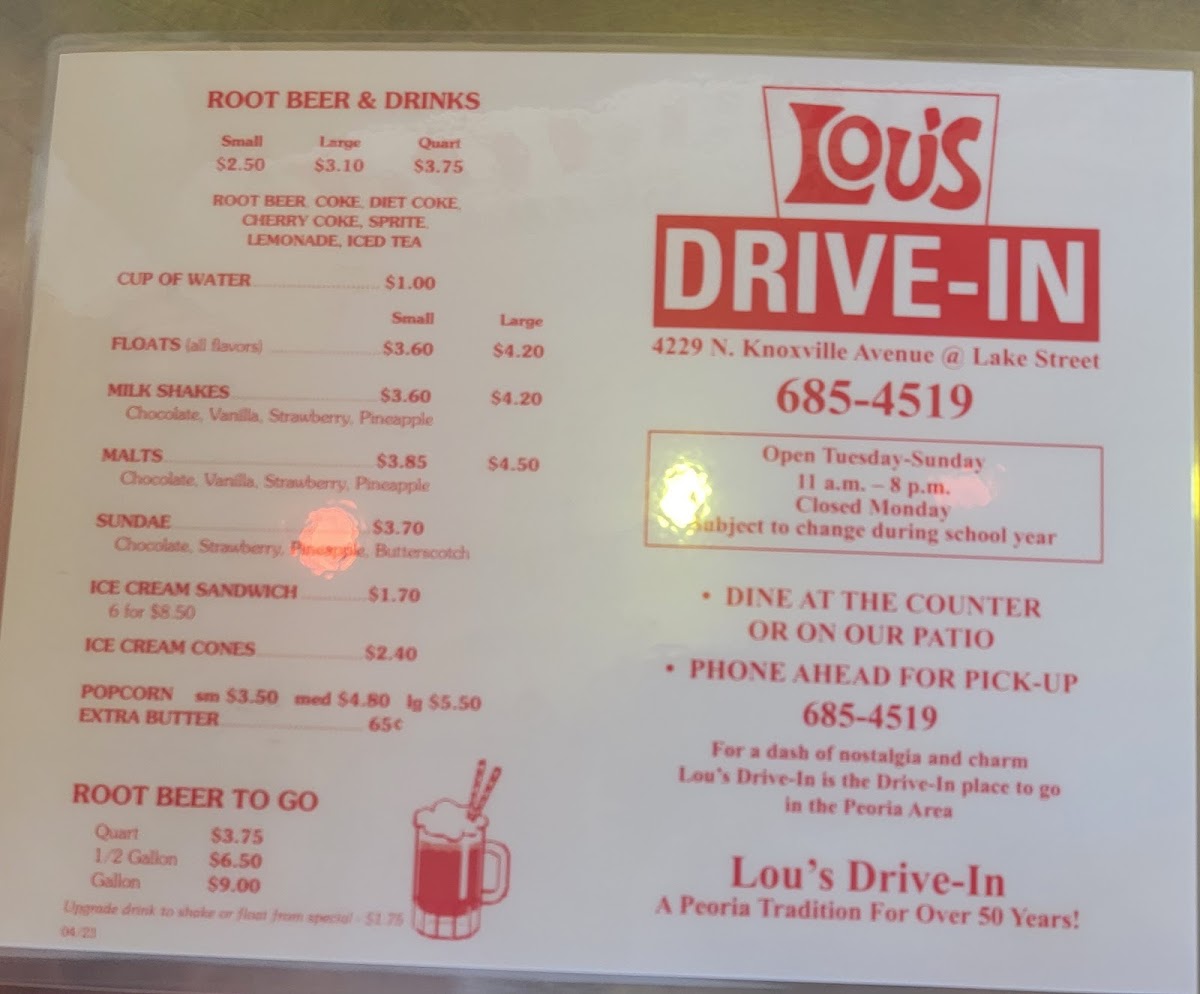 ROOT BEER & DRINKS
Small Large Quart
$2.50 $3.10 $3.75
ROOT BEER, COKE, DIET COKE,
CHERRY COKE, SPRITE,
LEMONADE, ICED TEA
CUP OF WATER $1.00
Small Large
FLOATS (all flavors) $3.60 $4.20
MILK SHAKES $3.60 $4.20
Chocolate, Vanilla, Strawberry, Pineapple
MALTS $3.85 $4.50
Chocolate, Vanilla, Strawberry, Pineapple
SUNDAE $3.70
Chocolate, Strawberry, Pineapple, Butterscotch
ICE CREAM SANDWICH $1.70
6 for $8.50
ICE CREAM CONES $2.40
POPCORN sm $3.50 med $4.80 lg $5.50
EXTRA BUTTER 65¢
ROOT BEER TO GO
Quart $3.75
1/2 Gallon $6.50
Gallon $9.00
Upgrade drink to shake or float from special - $1.75
04/23
LOU'S
DRIVE-IN
4229 N. Knoxville Avenue @ Lake Street
685-4519
Open Tuesday-Sunday
11 a.m. – 8 p.m.
Closed Monday
Subject to change during school year
• DINE AT THE COUNTER
OR ON OUR PATIO
• PHONE AHEAD FOR PICK-UP
685-4519
For a dash of nostalgia and charm
Lou's Drive-In is the Drive-In place to go
in the Peoria Area
Lou's Drive-In
A Peoria Tradition For Over 50 Years!